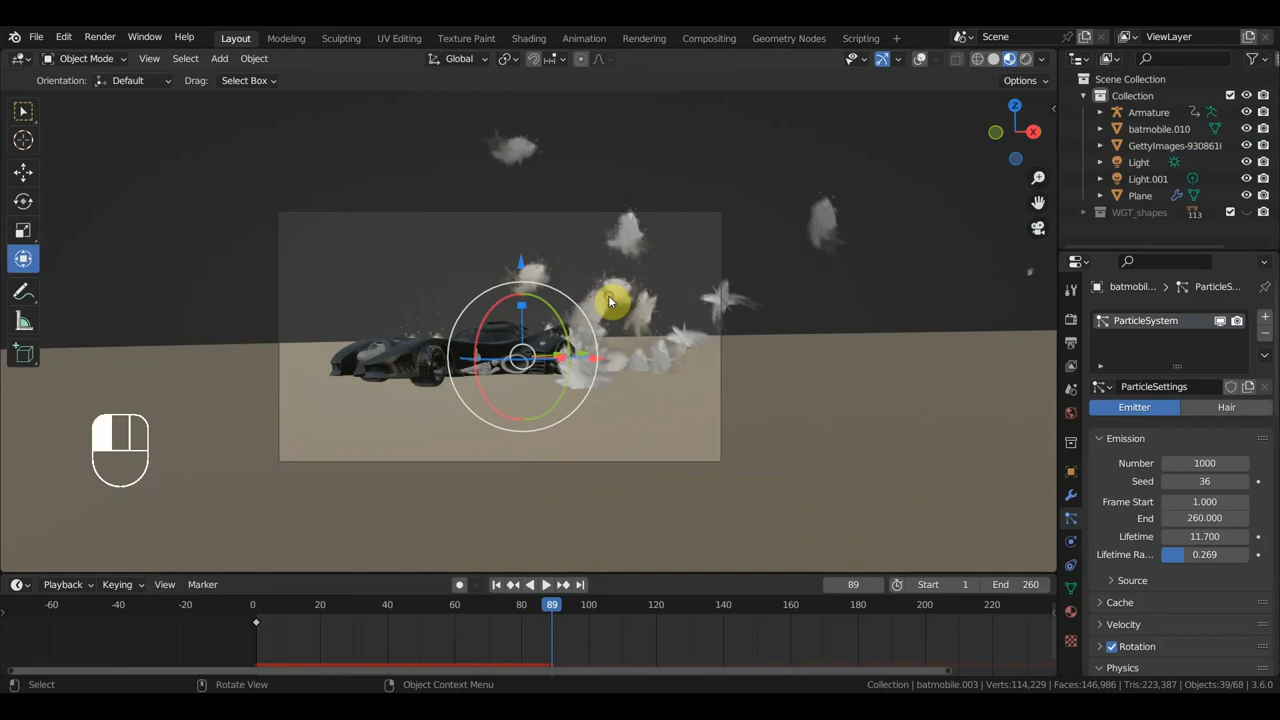 File Edit Render Window Help Layout Modeling Sculpting UV Editing Texture Paint Shading Animation Rendering Compositing Geometry Nodes Scripting + Scene ViewLayer
Object Mode View Select Add Object Global
Orientation: Default Drag: Select Box Options
Scene Collection
Collection
Armature
batmobile.010
GettyImages-9308610
Light
Light.001
Plane
WGT_shapes 113
Z
X
batmobil... ParticleS...
ParticleSystem
ParticleSettings
Emitter Hair
Emission
Number 1000
Seed 36
Frame Start 1.000
End 260.000
Lifetime 11.700
Lifetime Ra... 0.269
Source
Cache
Velocity
Rotation
Physics
Playback Keying View Marker 89 Start 1 End 260
-60 -40 -20 0 20 40 60 80 89 100 120 140 160 180 200 220
Select Rotate View Object Context Menu Collection | batmobile.003 | Verts:114,229 | Faces:146,986 | Tris:223,387 | Objects:39/68 | 3.6.0